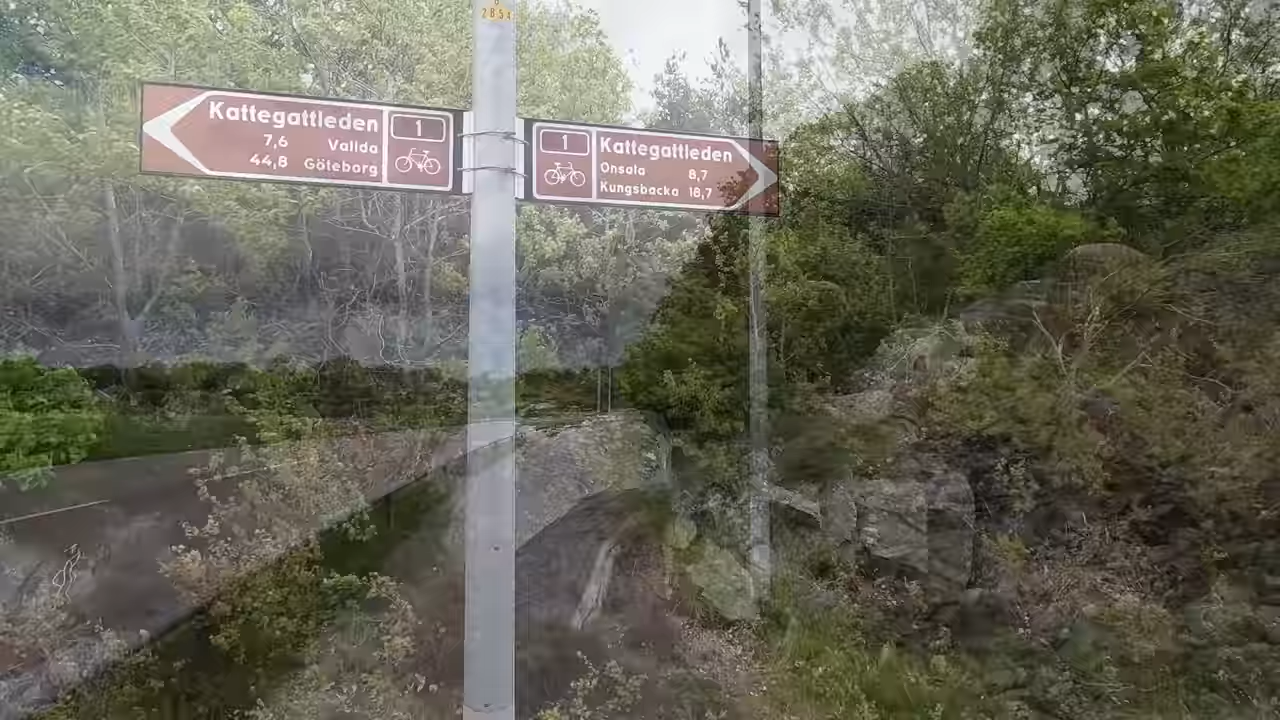 2854
Kattegattleden
1
7,6 Vallda
44,8 Göteborg
1
Kattegattleden
Onsala 8,7
Kungsbacka 18,7